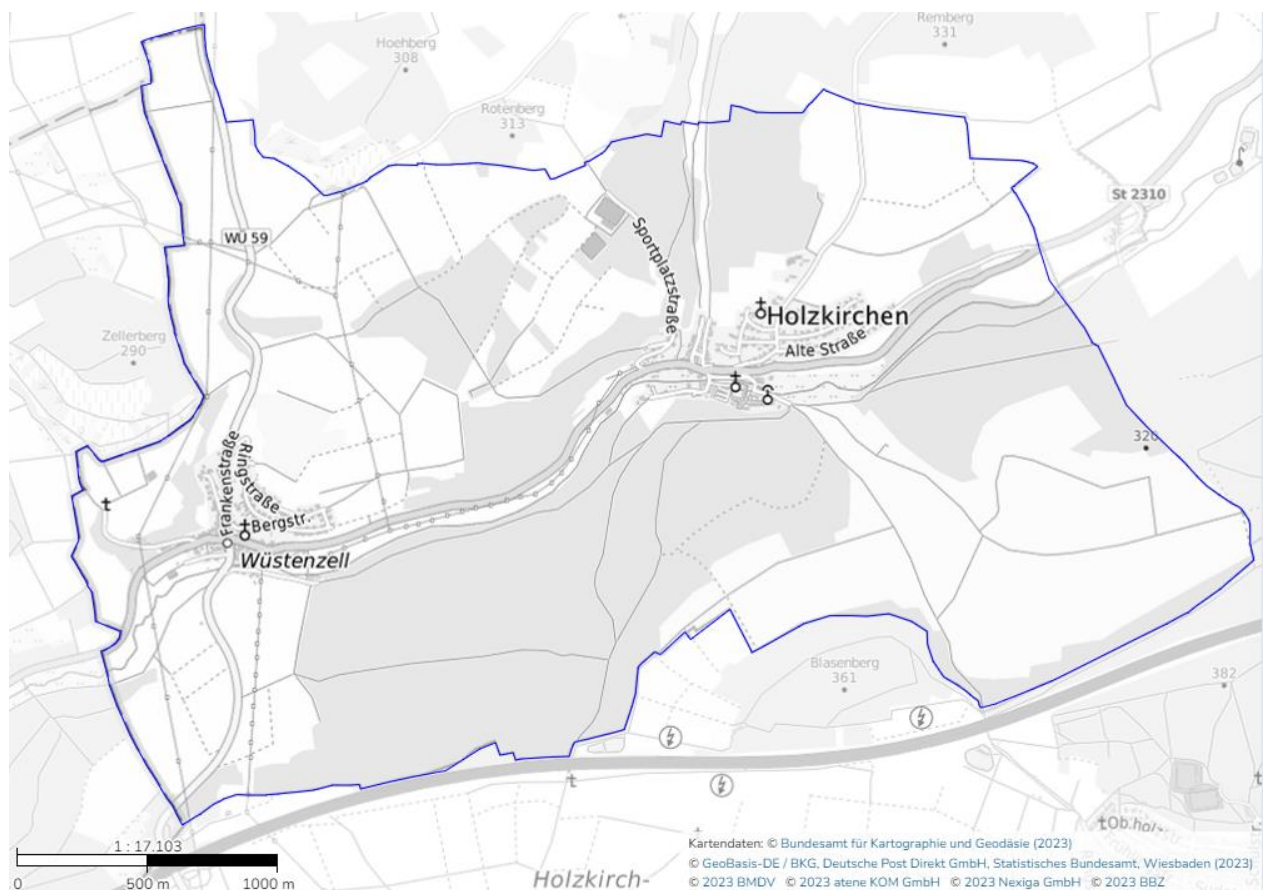 Remberg
331
Hoehberg
308
Rotenberg
313
St 2310
WÜ 59
Sportplatzstraße
Holzkirchen
Alte Straße
Zellerberg
290
320
Frankenstraße
Ringstraße
Bergstr.
Wüstenzell
Blasenberg
361
382
1 : 17.103
0
500 m
1000 m
Holzkirch-
Kartendaten: © Bundesamt für Kartographie und Geodäsie (2023)
© GeoBasis-DE / BKG, Deutsche Post Direkt GmbH, Statistisches Bundesamt, Wiesbaden (2023)
© 2023 BMDV © 2023 atene KOM GmbH © 2023 Nexiga GmbH © 2023 BBZ